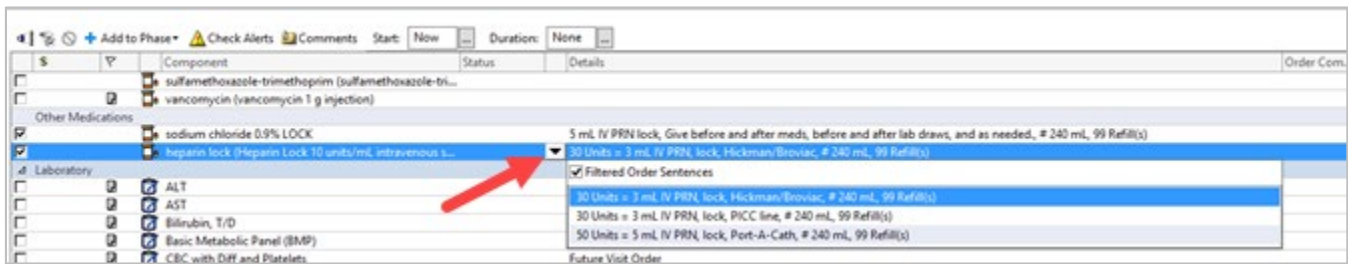 Add to Phase Check Alerts Comments Start: Now ... Duration: None ...
$ Component Status Details Order Com...
sulfamethoxazole-trimethoprim (sulfamethoxazole-tri...
vancomycin (vancomycin 1 g injection)
Other Medications
sodium chloride 0.9% LOCK 5 mL IV PRN lock, Give before and after meds, before and after lab draws, and as needed., # 240 mL, 99 Refill(s)
heparin lock (Heparin Lock 10 units/mL intravenous s... 30 Units = 3 mL IV PRN, lock, Hickman/Broviac, # 240 mL, 99 Refill(s)
Filtered Order Sentences
30 Units = 3 mL IV PRN, lock, Hickman/Broviac, # 240 mL, 99 Refill(s)
30 Units = 3 mL IV PRN, lock, PICC line, # 240 mL, 99 Refill(s)
50 Units = 5 mL IV PRN, lock, Port-A-Cath, # 240 mL, 99 Refill(s)
Laboratory
ALT
AST
Bilirubin, T/D
Basic Metabolic Panel (BMP)
CBC with Diff and Platelets Future Visit Order